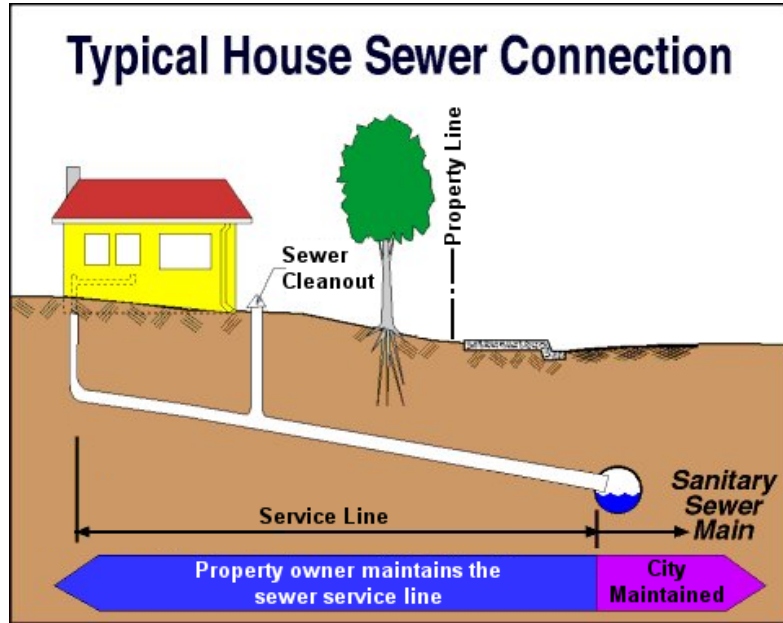 Typical House Sewer Connection
Property Line
Sewer
Cleanout
Sanitary
Sewer
Main
Service Line
Property owner maintains the
sewer service line
City
Maintained